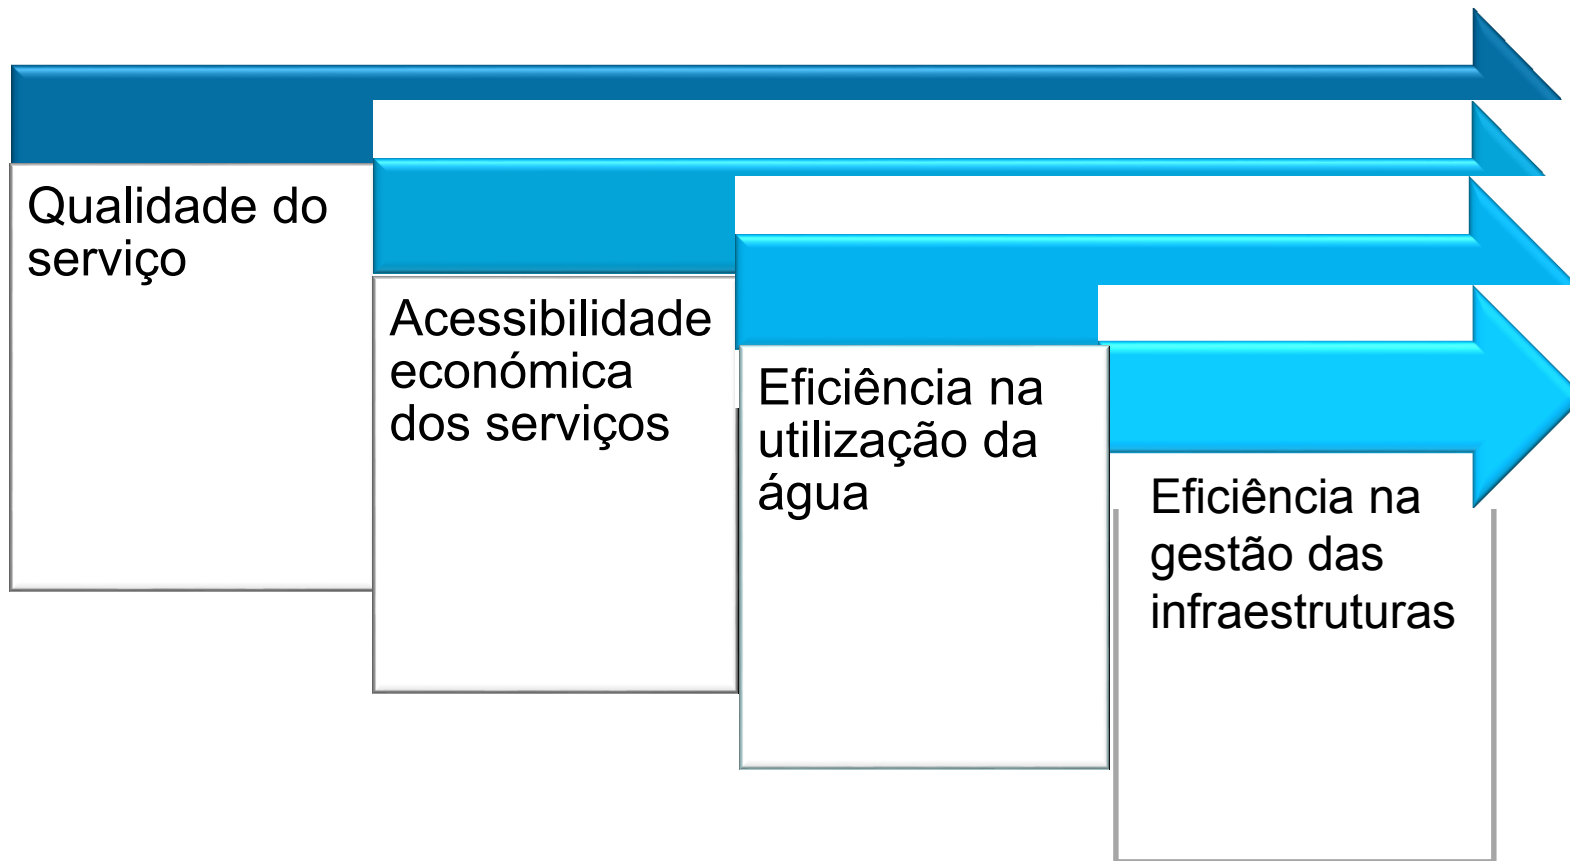 Qualidade do
serviço
Acessibilidade
económica
dos serviços
Eficiência na
utilização da
água
Eficiência na
gestão das
infraestruturas